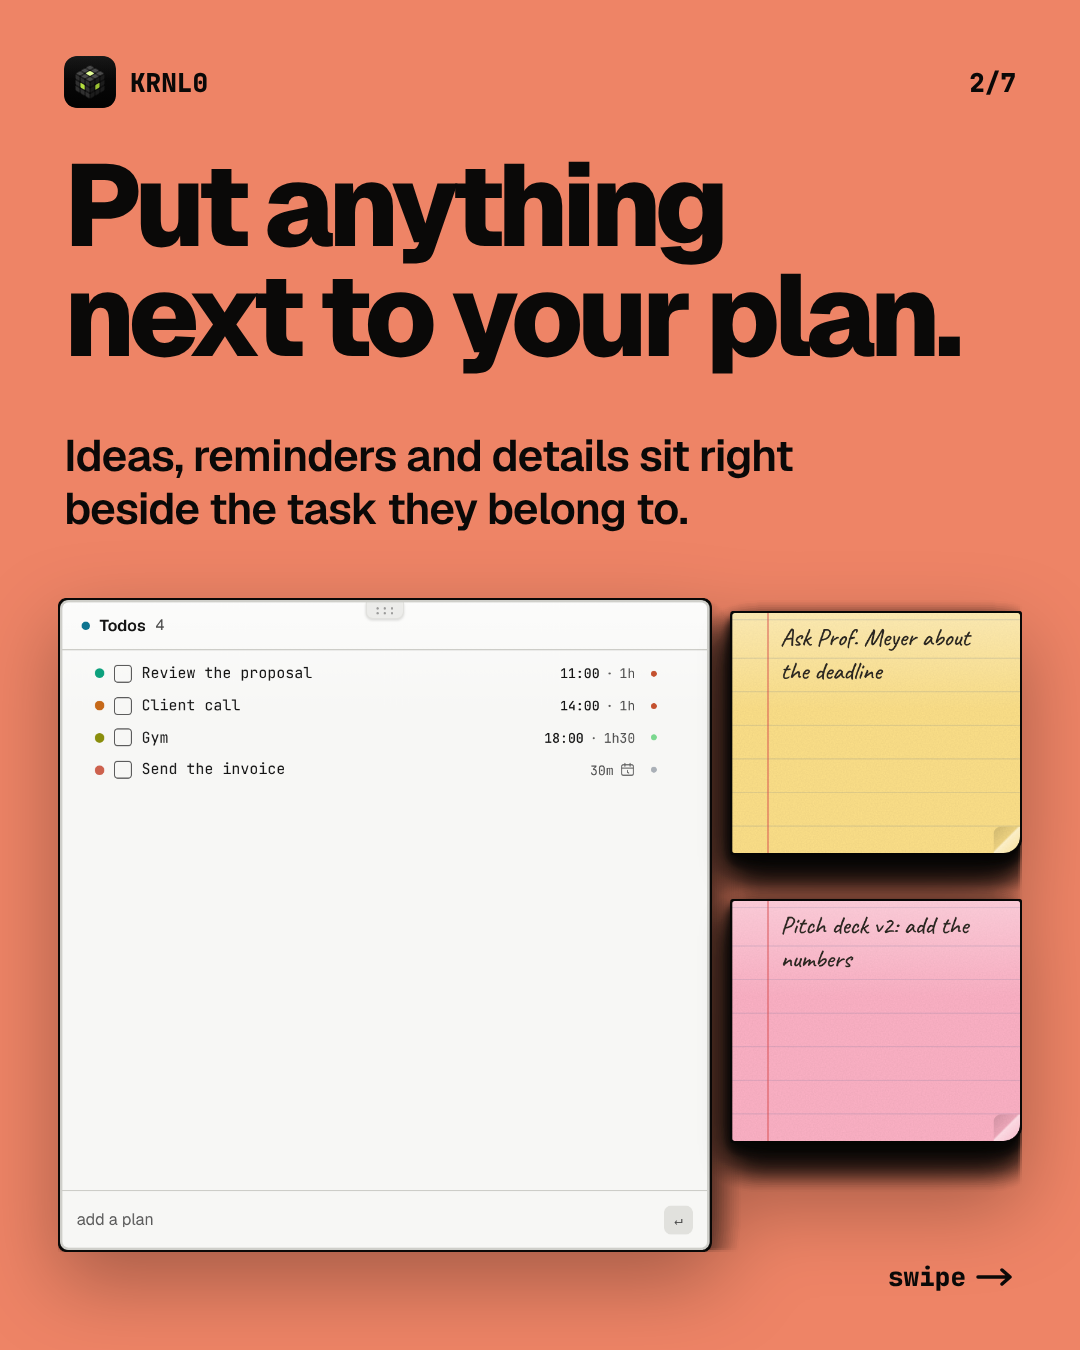 KRNL0
2/7
Put anything
next to your plan.
Ideas, reminders and details sit right
beside the task they belong to.
Todos 4
Review the proposal 11:00 · 1h
Client call 14:00 · 1h
Gym 18:00 · 1h30
Send the invoice 30m
add a plan ↵
Ask Prof. Meyer about
the deadline
Pitch deck v2: add the
numbers
swipe →